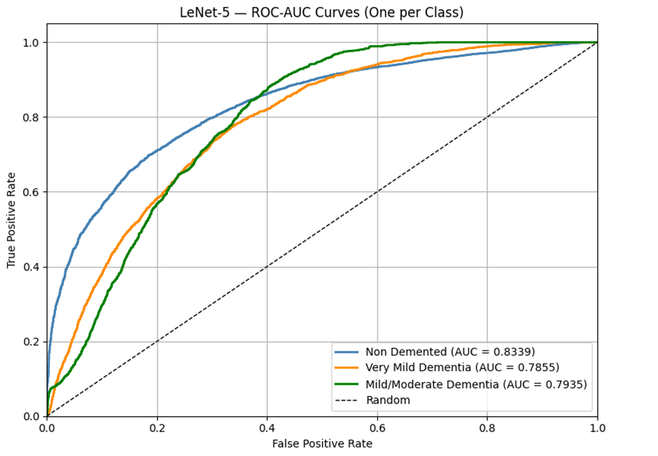 LeNet-5 — ROC-AUC Curves (One per Class)
1.0
0.8
0.6
0.4
0.2
0.0
True Positive Rate
0.0 0.2 0.4 0.6 0.8 1.0
False Positive Rate
Non Demented (AUC = 0.8339)
Very Mild Dementia (AUC = 0.7855)
Mild/Moderate Dementia (AUC = 0.7935)
Random